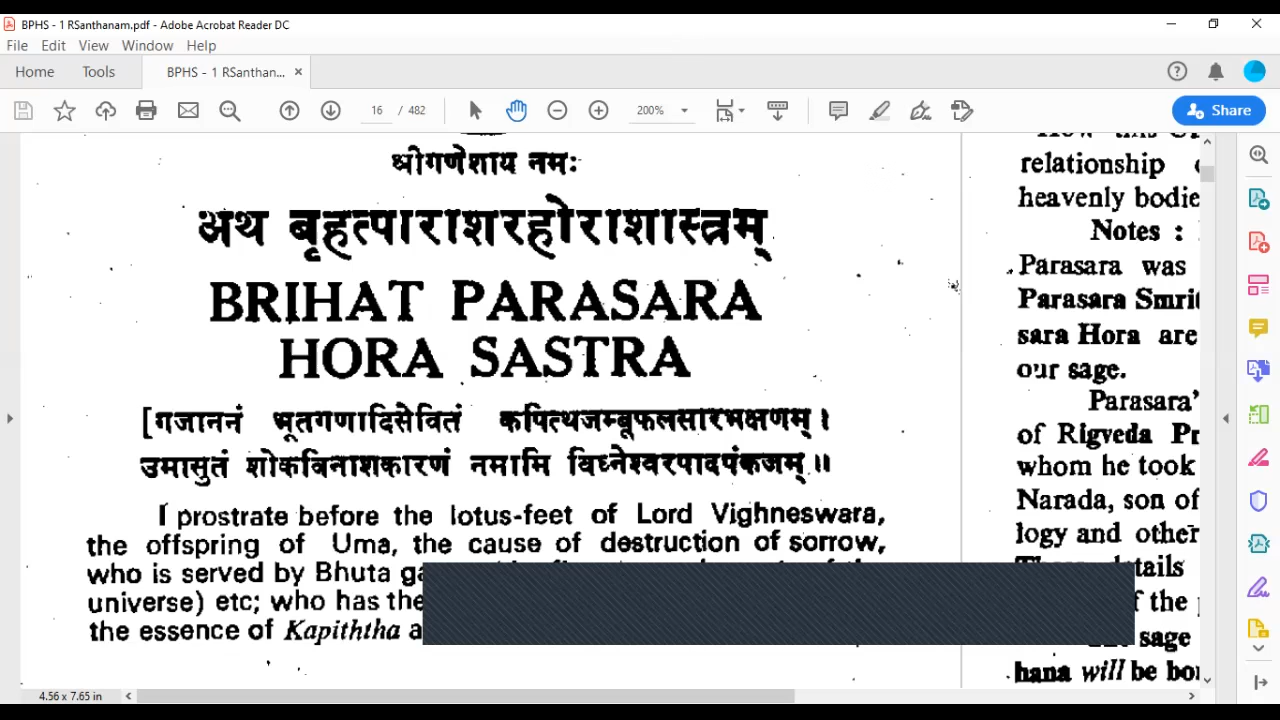 BPHS - 1 RSanthanam.pdf - Adobe Acrobat Reader DC
File Edit View Window Help
Home Tools BPHS - 1 RSanthan... ×
16 / 482 200% Share
श्रीगणेशाय नमः
अथ बृहत्पाराशरहोराशास्त्रम्
BRIHAT PARASARA
HORA SASTRA
[गजाननं भूतगणादिसेवितं कपित्थजम्बूफलसारभक्षणम् ।
उमासुतं शोकविनाशकारणं नमामि विघ्नेश्वरपादपंकजम् ॥
I prostrate before the lotus-feet of Lord Vighneswara,
the offspring of Uma, the cause of destruction of sorrow,
who is served by Bhuta
universe) etc; who has the
the essence of Kapiththa
relationship
heavenly bodie
Notes :
Parasara was
Parasara Smrit
sara Hora are
our sage.
Parasara'
of Rigveda Pr
whom he took
Narada, son of
logy and other
tails
f the
sage
hana will be bo
4.56 x 7.65 in